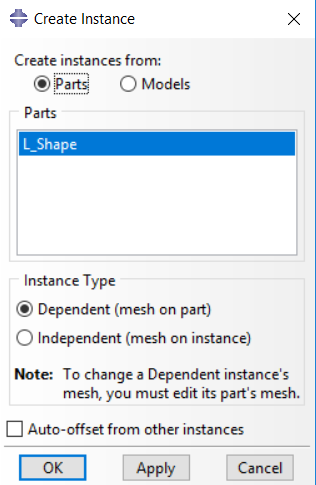 Create Instance
Create instances from:
Parts Models
Parts
L_Shape
Instance Type
Dependent (mesh on part)
Independent (mesh on instance)
Note: To change a Dependent instance's
mesh, you must edit its part's mesh.
Auto-offset from other instances
OK Apply Cancel